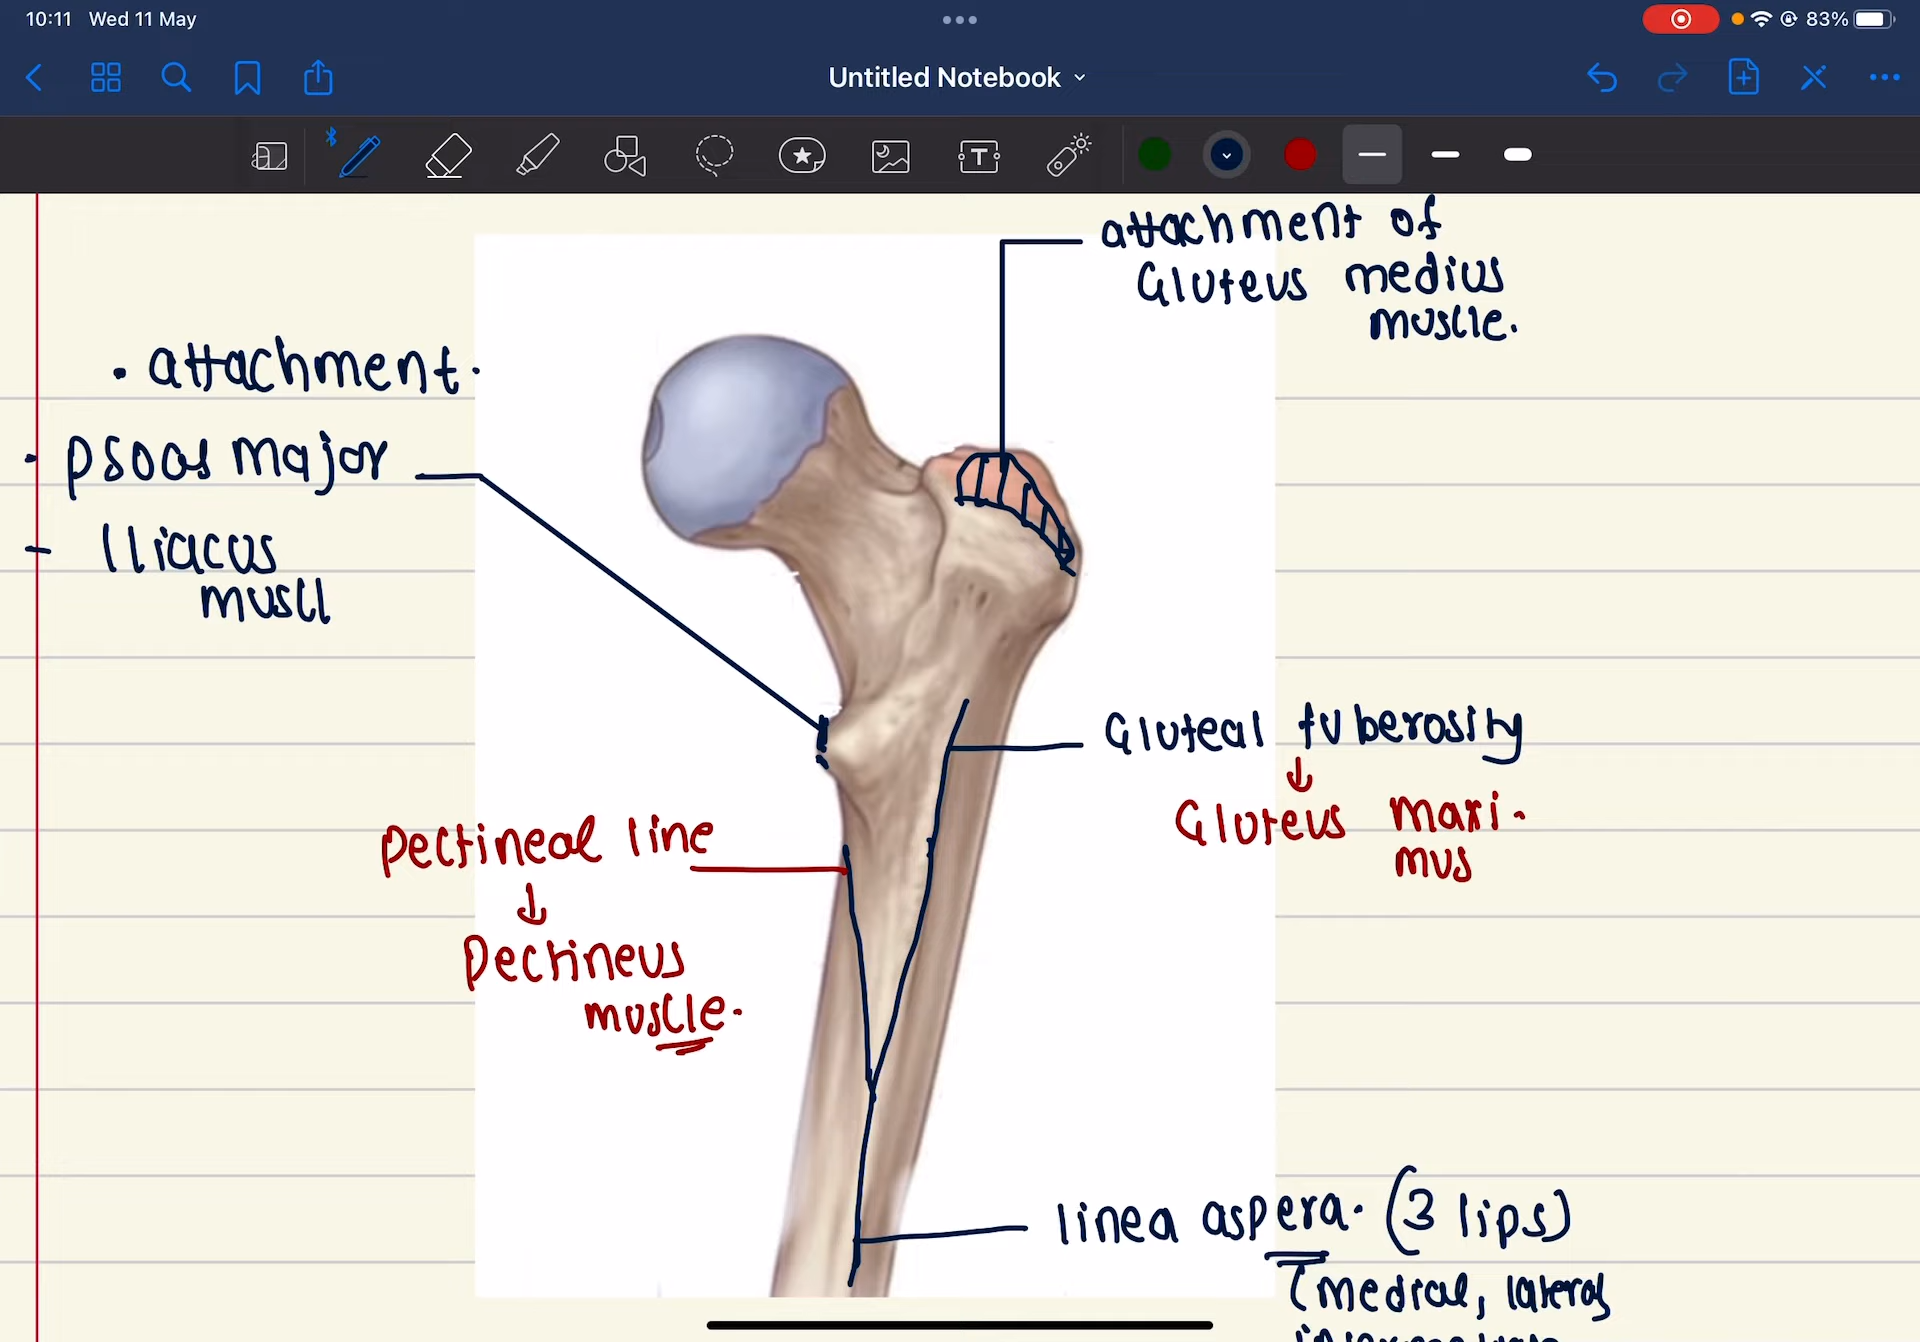 10:11 Wed 11 May
83%
Untitled Notebook
attachment of
Gluteus medius
muscle.
• attachment.
• psoas major
- Iliacus
muscl
Gluteal tuberosity
Gluteus maxi-
mus
Pectineal line
Pectineus
muscle.
linea aspera. (3 lips)
(medial, lateral